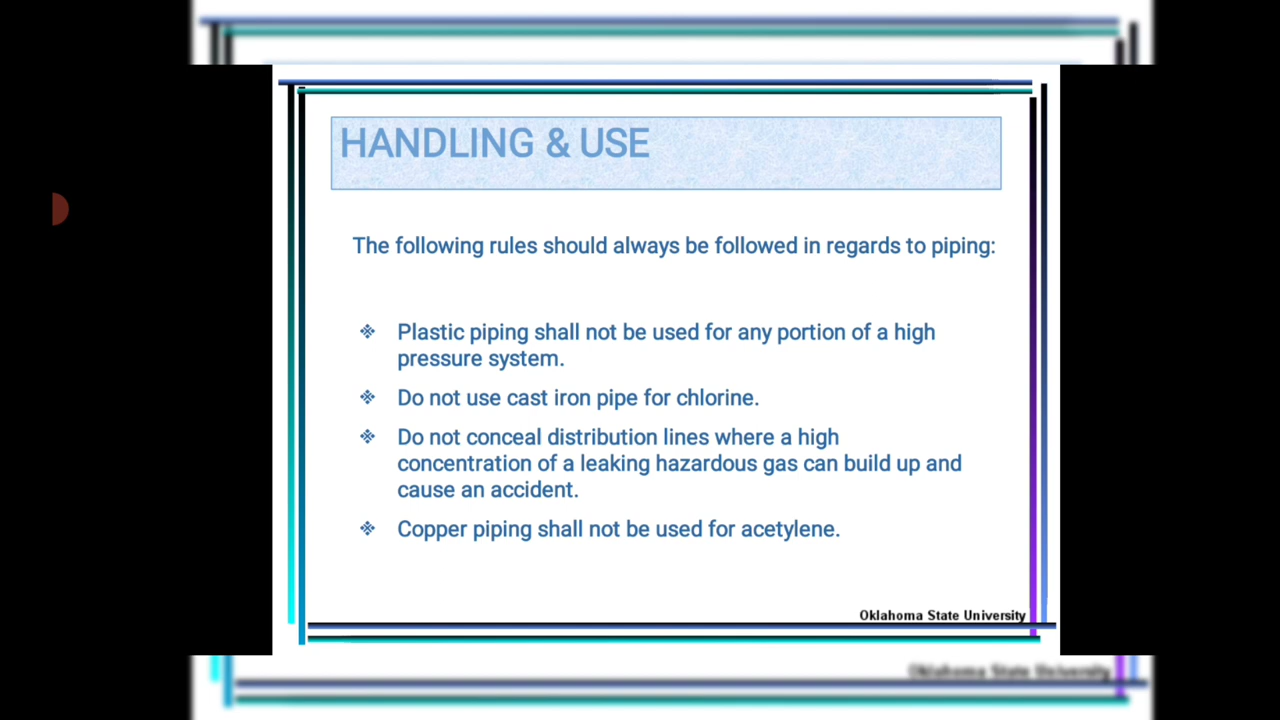 HANDLING & USE
The following rules should always be followed in regards to piping:
❖ Plastic piping shall not be used for any portion of a high
pressure system.
❖ Do not use cast iron pipe for chlorine.
❖ Do not conceal distribution lines where a high
concentration of a leaking hazardous gas can build up and
cause an accident.
❖ Copper piping shall not be used for acetylene.
Oklahoma State University
Oklahoma State University